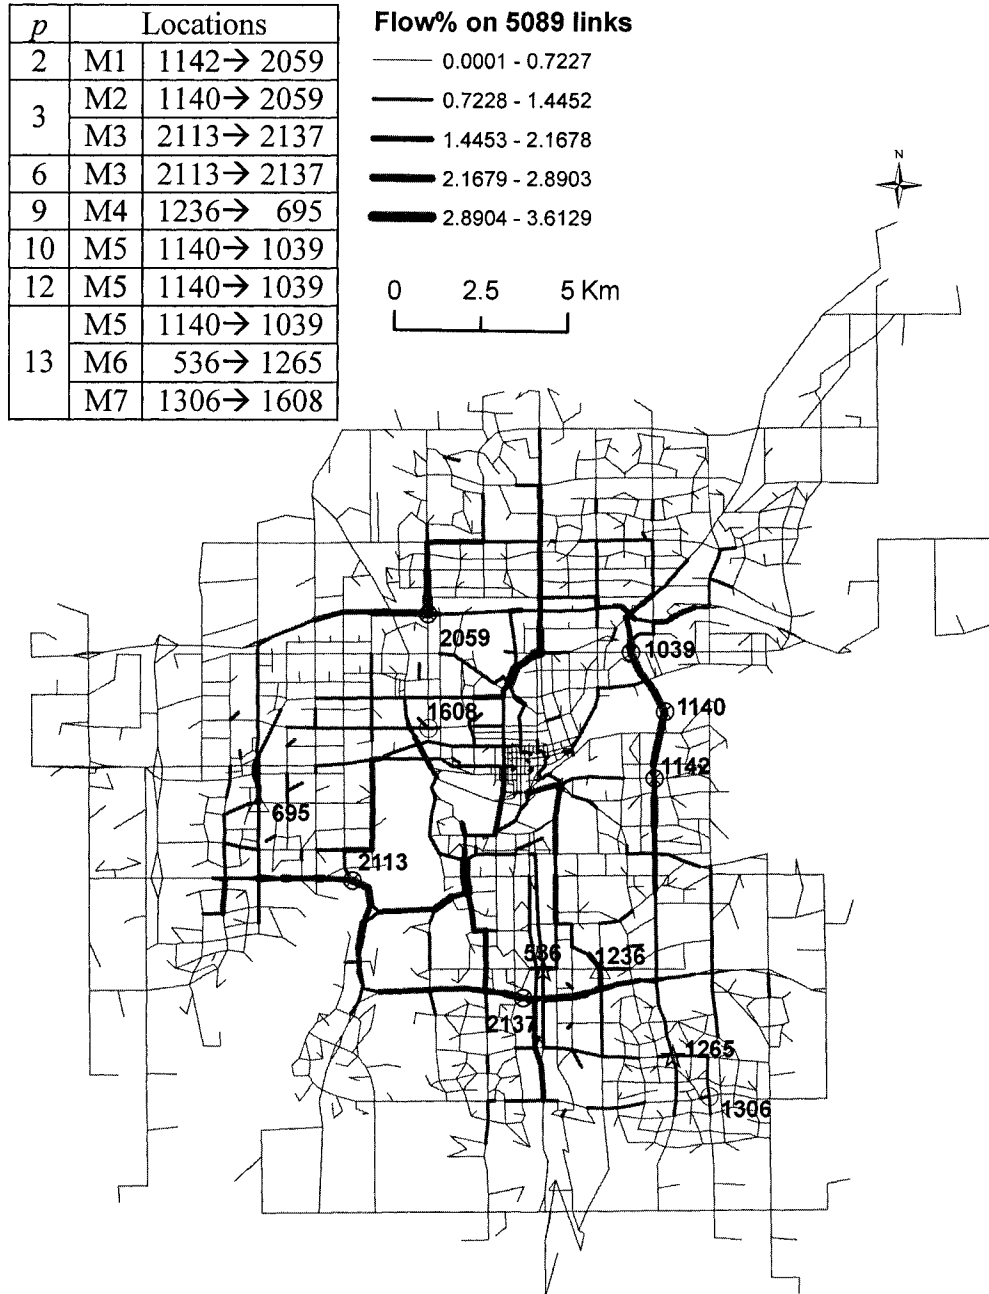 p Locations
2 M1 1142→ 2059
3 M2 1140→ 2059
M3 2113→ 2137
6 M3 2113→ 2137
9 M4 1236→ 695
10 M5 1140→ 1039
12 M5 1140→ 1039
13 M5 1140→ 1039
M6 536→ 1265
M7 1306→ 1608
Flow% on 5089 links
0.0001 - 0.7227
0.7228 - 1.4452
1.4453 - 2.1678
2.1679 - 2.8903
2.8904 - 3.6129
0 2.5 5 Km
N
2059
1039
1608
1140
1142
695
2113
586
1236
2137
1265
1306